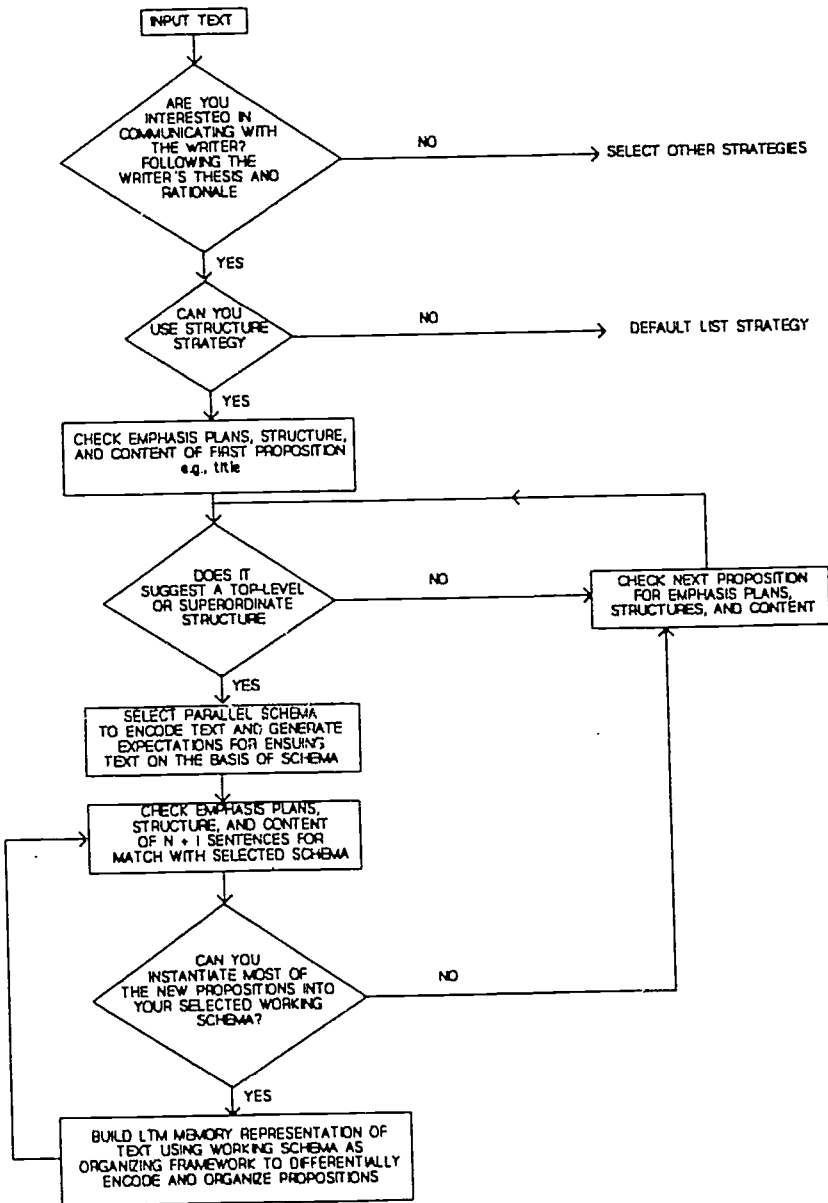 INPUT TEXT
ARE YOU
INTERESTED IN
COMMUNICATING WITH
THE WRITER?
FOLLOWING THE
WRITER'S THESIS AND
RATIONALE
NO
SELECT OTHER STRATEGIES
YES
CAN YOU
USE STRUCTURE
STRATEGY
NO
DEFAULT LIST STRATEGY
YES
CHECK EMPHASIS PLANS, STRUCTURE,
AND CONTENT OF FIRST PROPOSITION
e.g., title
DOES IT
SUGGEST A TOP-LEVEL
OR SUPERORDINATE
STRUCTURE
NO
CHECK NEXT PROPOSITION
FOR EMPHASIS PLANS,
STRUCTURES, AND CONTENT
YES
SELECT PARALLEL SCHEMA
TO ENCODE TEXT AND GENERATE
EXPECTATIONS FOR ENSUING
TEXT ON THE BASIS OF SCHEMA
CHECK EMPHASIS PLANS,
STRUCTURE, AND CONTENT
OF N + 1 SENTENCES FOR
MATCH WITH SELECTED SCHEMA
CAN YOU
INSTANTIATE MOST OF
THE NEW PROPOSITIONS INTO
YOUR SELECTED WORKING
SCHEMA?
NO
YES
BUILD LTM MEMORY REPRESENTATION OF
TEXT USING WORKING SCHEMA AS
ORGANIZING FRAMEWORK TO DIFFERENTIALLY
ENCODE AND ORGANIZE PROPOSITIONS